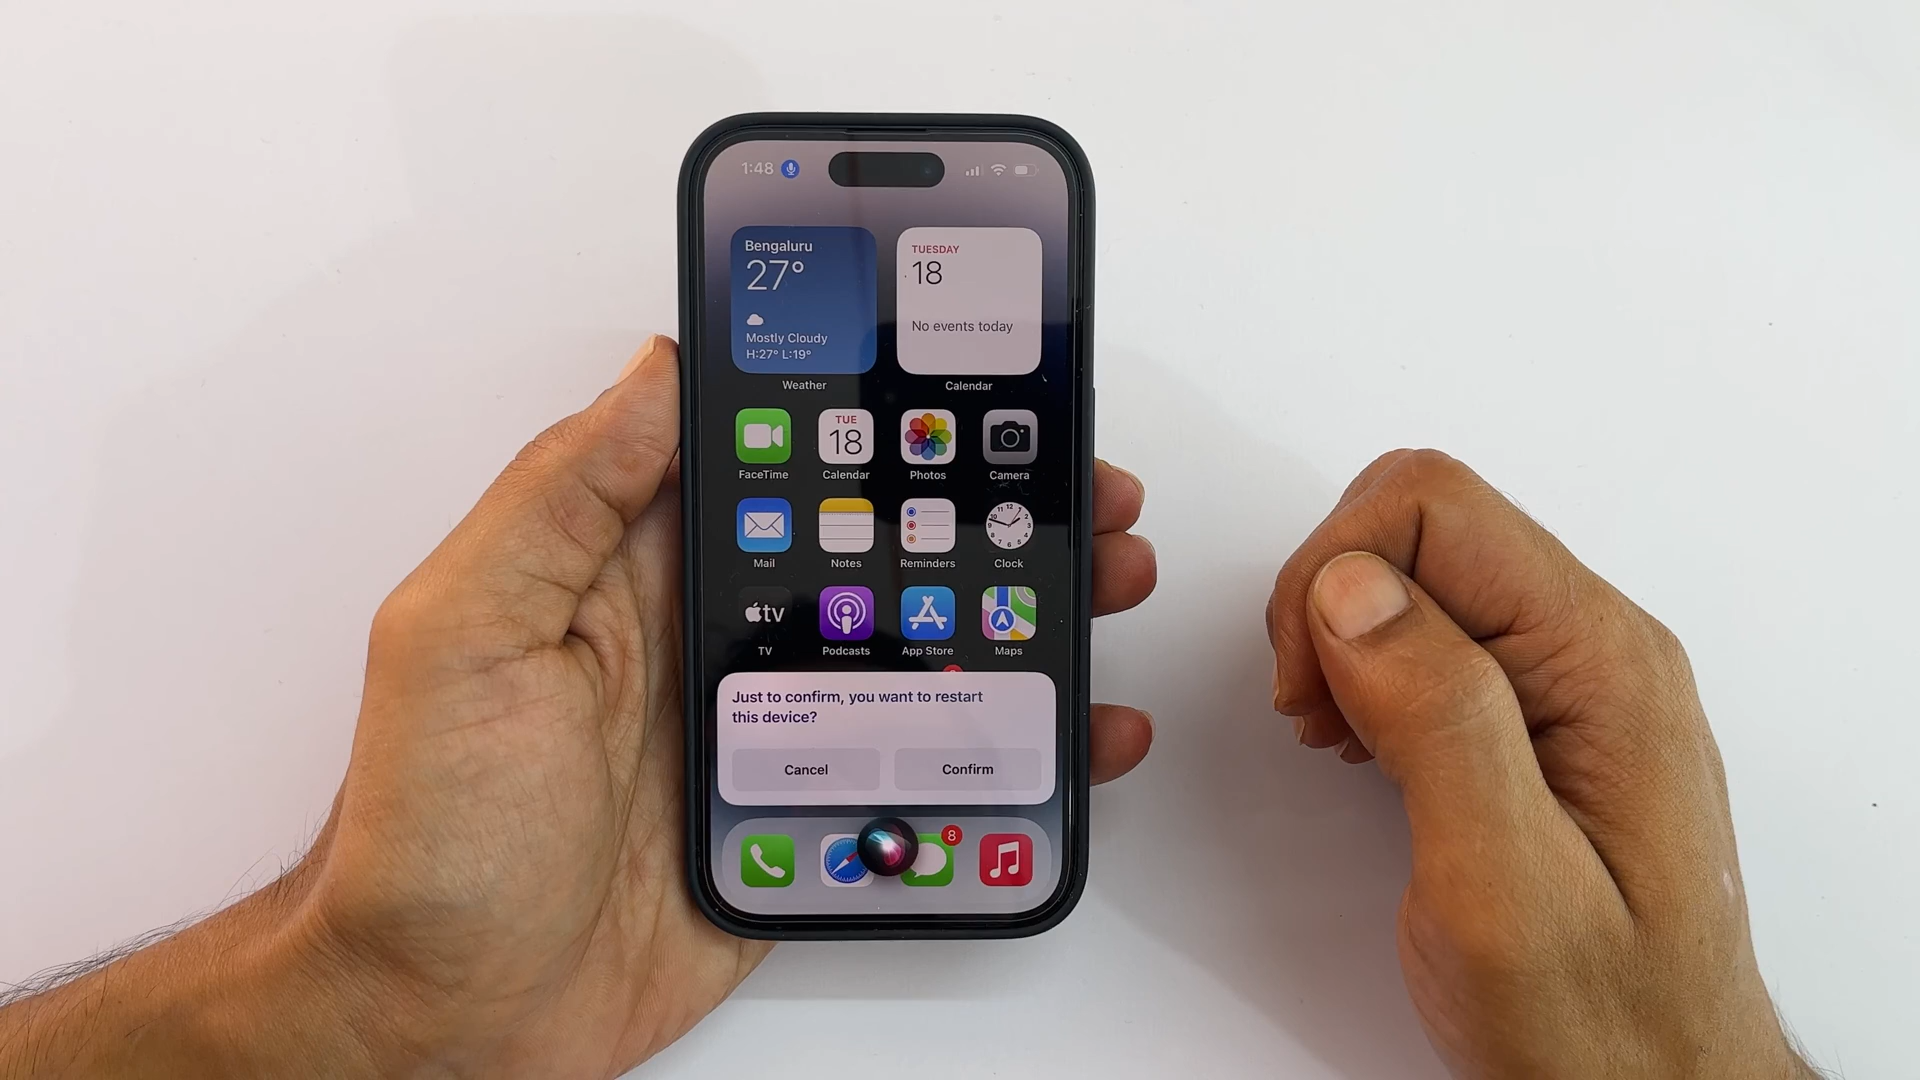 1:48
Bengaluru
27°
Mostly Cloudy
H:27° L:19°
Weather
TUESDAY
18
No events today
Calendar
FaceTime
TUE
18
Calendar
Photos
Camera
Mail
Notes
Reminders
Clock
tv
TV
Podcasts
App Store
Maps
Just to confirm, you want to restart
this device?
Cancel
Confirm
8